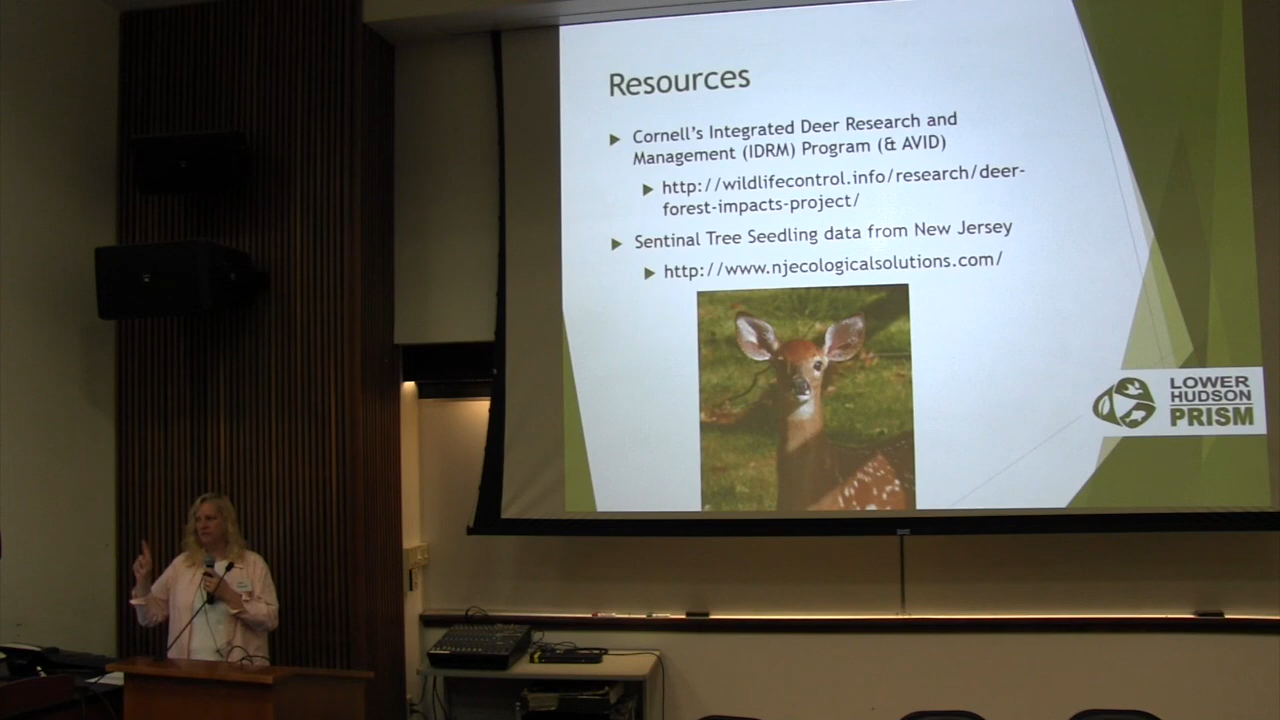 Resources
Cornell's Integrated Deer Research and
Management (IDRM) Program (& AVID)
http://wildlifecontrol.info/research/deer-
forest-impacts-project/
Sentinal Tree Seedling data from New Jersey
http://www.njecologicalsolutions.com/
LOWER
HUDSON
PRISM